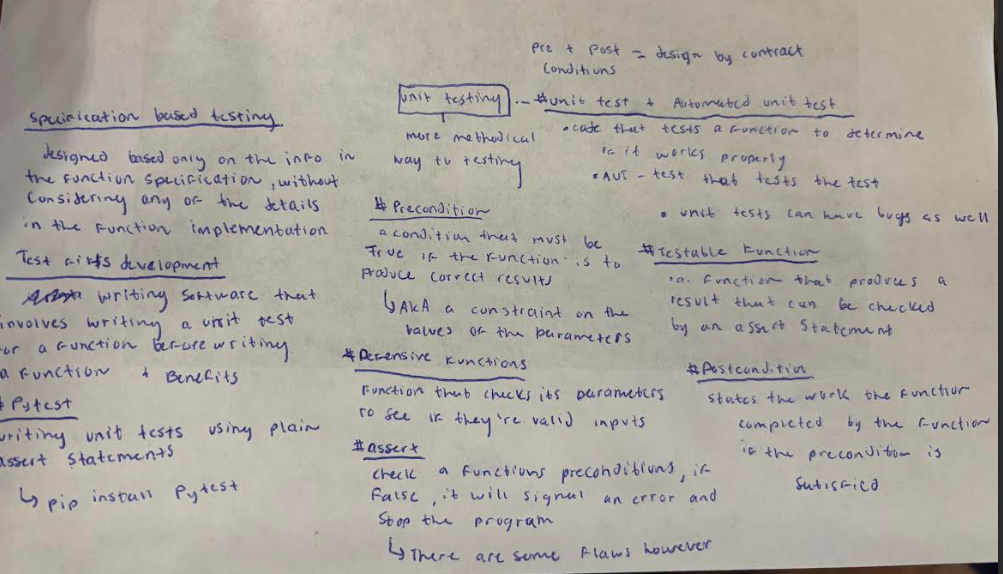 Pre + Post = design by contract
Conditions
unit testing -- #unit test + Automated unit test
more methodical
way to testing
• code that tests a function to determine
if it works properly
• AUT - test that tests the test
• unit tests can have bugs as well
Specification based testing
designed based only on the info in
the function specification, without
Considering any of the details
in the function implementation
Test firts development
writing software that
involves writing a unit test
for a function before writing
a function + Benefits
# Pytest
writing unit tests using plain
assert statements
↳ pip install Pytest
# Precondition
a condition that must be
True if the function is to
produce correct results
↳ AKA a constraint on the
values of the parameters
# Defensive Functions
Function that checks its parameters
to see if they're valid inputs
# assert
check a functions preconditions, if
False, it will signal an error and
Stop the program
↳ There are some flaws however
# Testable Function
• a function that produces a
result that can be checked
by an assert Statement
# Postcondition
states the work the function
completed by the function
if the precondition is
Satisfied